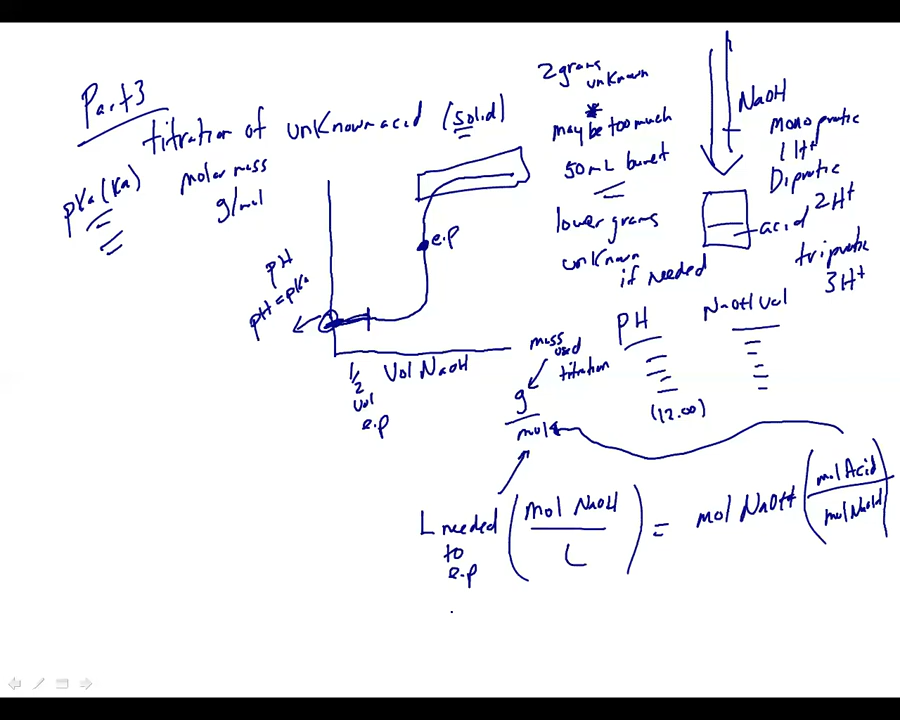 Part 3
titration of unknown acid (solid)
pKa (Ka)
molar mass
g/mol
2 grams
unknown
*
may be too much
50 mL buret
lower grams
unknown
if needed
NaOH
Mono protic
1 H+
Diprotic
2H+
acid
triprotic
3H+
e.p
pH
pH = pKa
1/2
vol
e.p
Vol NaOH
pH
NaOH Vol
(12.00)
mass
used
titration
g
mol
L needed
to
e.p
(mol NaOH / L) = mol NaOH (mol Acid / mol NaOH)